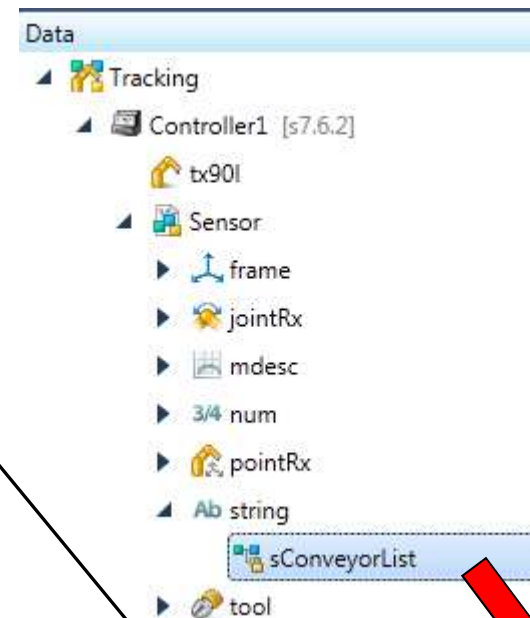 Data
Tracking
Controller1 [s7.6.2]
tx90l
Sensor
frame
jointRx
mdesc
3/4 num
pointRx
Ab string
sConveyorList
tool